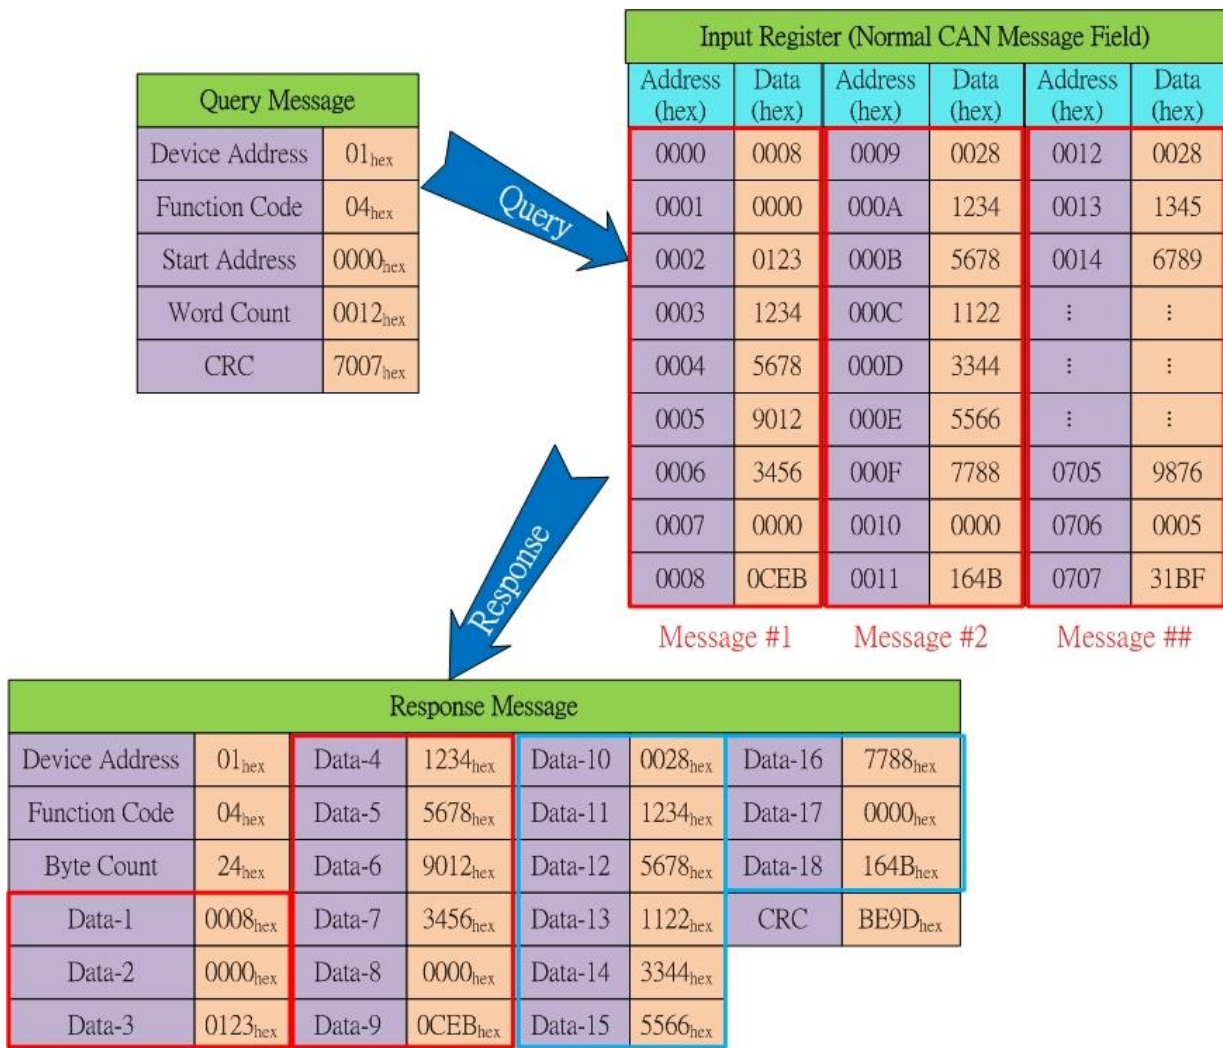 Query Message
Device Address 01hex
Function Code 04hex
Start Address 0000hex
Word Count 0012hex
CRC 7007hex
Query
Input Register (Normal CAN Message Field)
Address (hex) Data (hex) Address (hex) Data (hex) Address (hex) Data (hex)
0000 0008 0009 0028 0012 0028
0001 0000 000A 1234 0013 1345
0002 0123 000B 5678 0014 6789
0003 1234 000C 1122 ⋮ ⋮
0004 5678 000D 3344 ⋮ ⋮
0005 9012 000E 5566 ⋮ ⋮
0006 3456 000F 7788 0705 9876
0007 0000 0010 0000 0706 0005
0008 0CEB 0011 164B 0707 31BF
Message #1 Message #2 Message ##
Response
Response Message
Device Address 01hex Data-4 1234hex Data-10 0028hex Data-16 7788hex
Function Code 04hex Data-5 5678hex Data-11 1234hex Data-17 0000hex
Byte Count 24hex Data-6 9012hex Data-12 5678hex Data-18 164Bhex
Data-1 0008hex Data-7 3456hex Data-13 1122hex CRC BE9Dhex
Data-2 0000hex Data-8 0000hex Data-14 3344hex
Data-3 0123hex Data-9 0CEBhex Data-15 5566hex